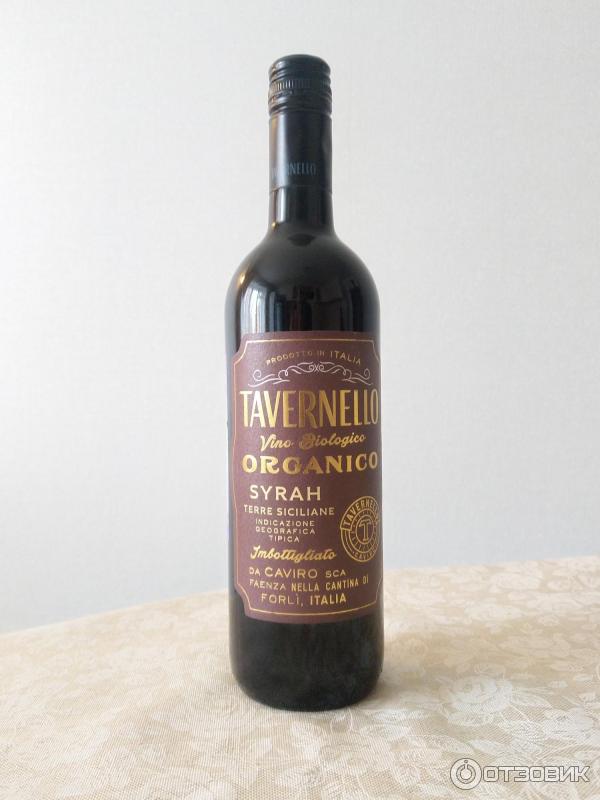 TAVERNELLO
PRODOTTO IN ITALIA
TAVERNELLO
Vino Biologico
ORGANICO
SYRAH
TERRE SICILIANE
INDICAZIONE
GEOGRAFICA
TIPICA
TAVERNELLO
CAVIRO
Imbottigliato
DA CAVIRO SCA
FAENZA NELLA CANTINA DI
FORLÌ, ITALIA
ОТЗОВИК